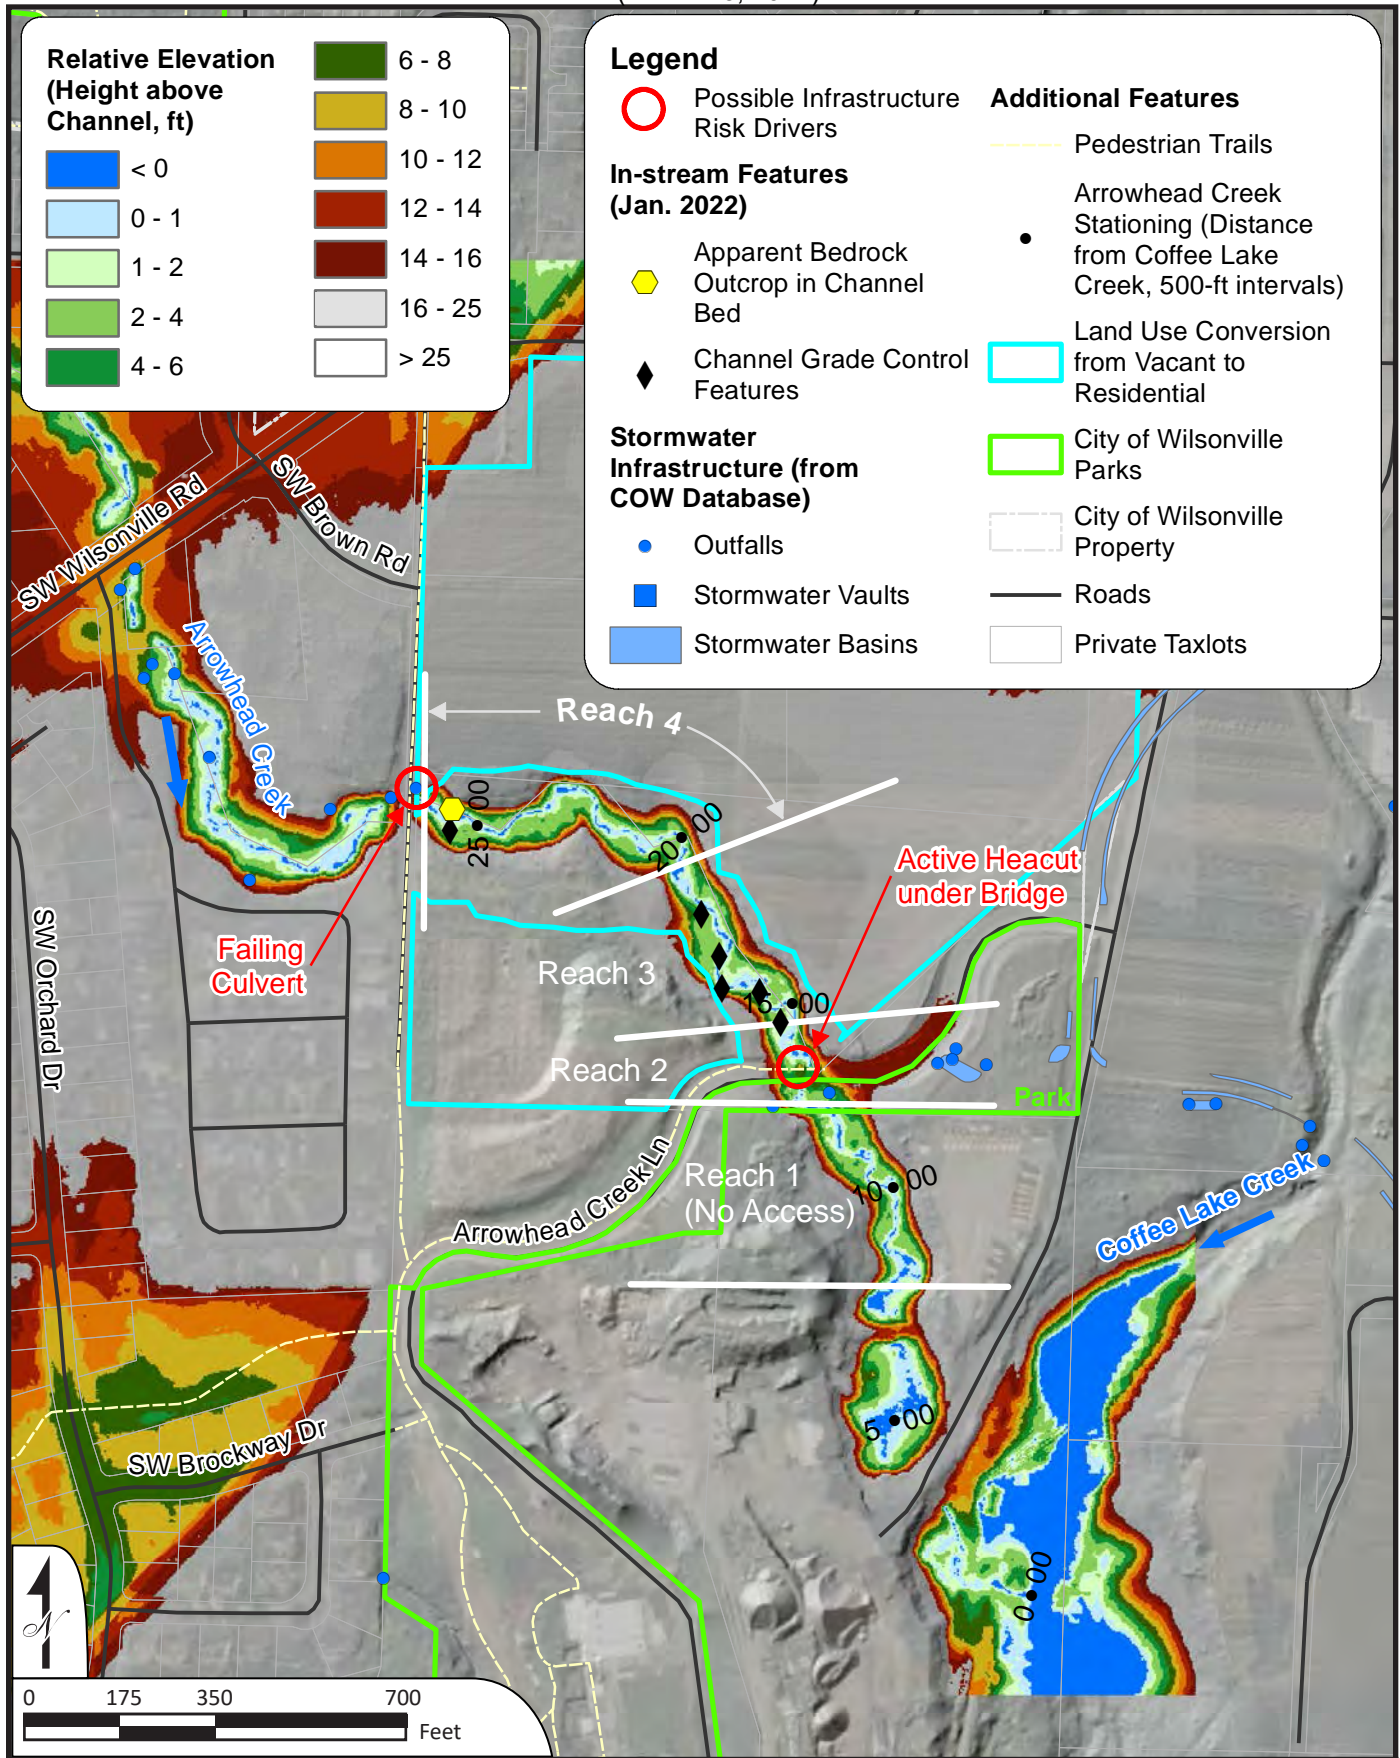 Relative Elevation
(Height above
Channel, ft)
< 0
0 - 1
1 - 2
2 - 4
4 - 6
6 - 8
8 - 10
10 - 12
12 - 14
14 - 16
16 - 25
> 25
Legend
Possible Infrastructure
Risk Drivers
In-stream Features
(Jan. 2022)
Apparent Bedrock
Outcrop in Channel
Bed
Channel Grade Control
Features
Stormwater
Infrastructure (from
COW Database)
Outfalls
Stormwater Vaults
Stormwater Basins
Additional Features
Pedestrian Trails
Arrowhead Creek
Stationing (Distance
from Coffee Lake
Creek, 500-ft intervals)
Land Use Conversion
from Vacant to
Residential
City of Wilsonville
Parks
City of Wilsonville
Property
Roads
Private Taxlots
SW Wilsonville Rd
SW Brown Rd
Arrowhead Creek
Reach 4
25 00
20 00
Active Heacut
under Bridge
Failing
Culvert
SW Orchard Dr
Reach 3
15 00
Reach 2
Park
Reach 1
(No Access)
10 00
Arrowhead Creek Ln
Coffee Lake Creek
5 00
SW Brockway Dr
0 00
N
0 175 350 700
Feet